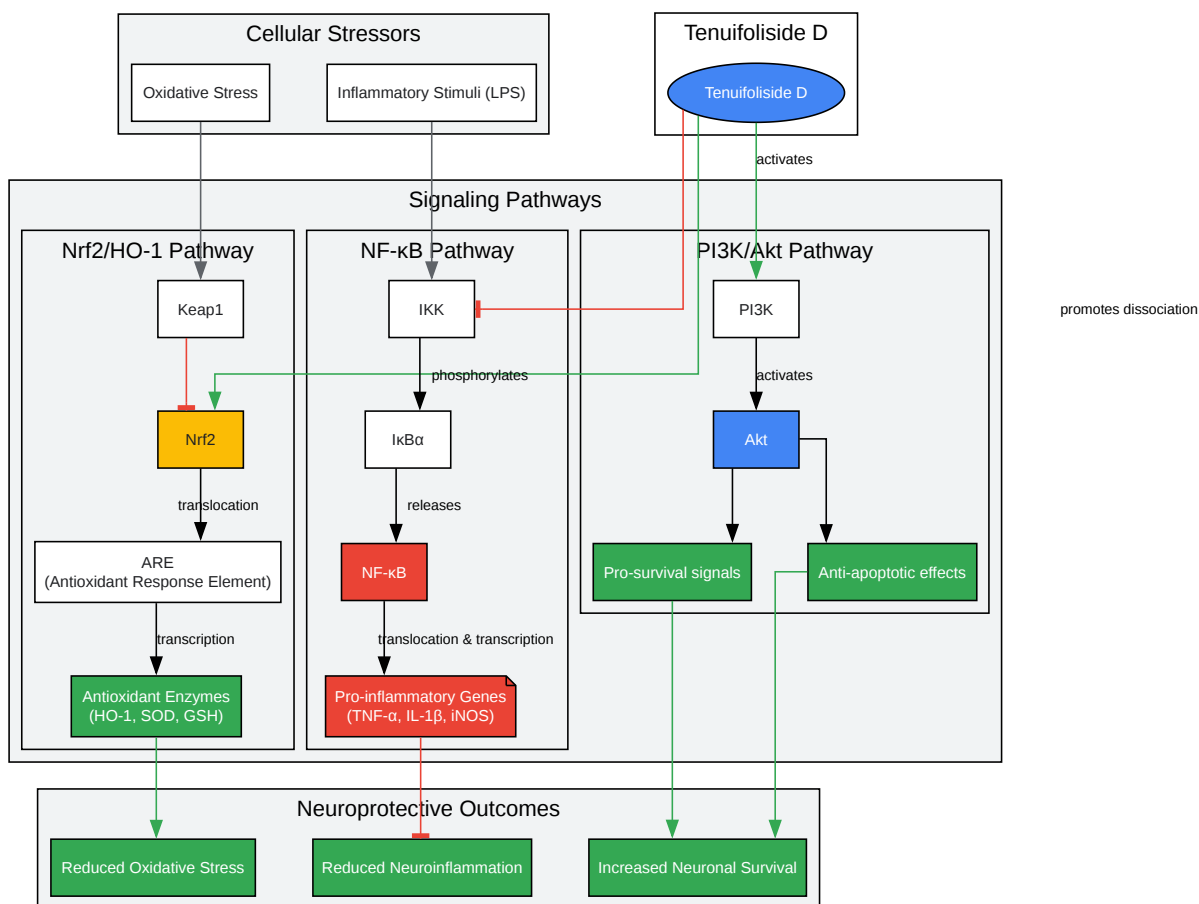 Cellular Stressors
Tenuifoliside D
Oxidative Stress
Inflammatory Stimuli (LPS)
Tenuifoliside D
activates
Signaling Pathways
Nrf2/HO-1 Pathway
NF-κB Pathway
PI3K/Akt Pathway
Keap1
IKK
PI3K
promotes dissociation
phosphorylates
activates
Nrf2
IκBα
Akt
translocation
releases
ARE
(Antioxidant Response Element)
NF-κB
Pro-survival signals
Anti-apoptotic effects
transcription
translocation & transcription
Antioxidant Enzymes
(HO-1, SOD, GSH)
Pro-inflammatory Genes
(TNF-α, IL-1β, iNOS)
Neuroprotective Outcomes
Reduced Oxidative Stress
Reduced Neuroinflammation
Increased Neuronal Survival